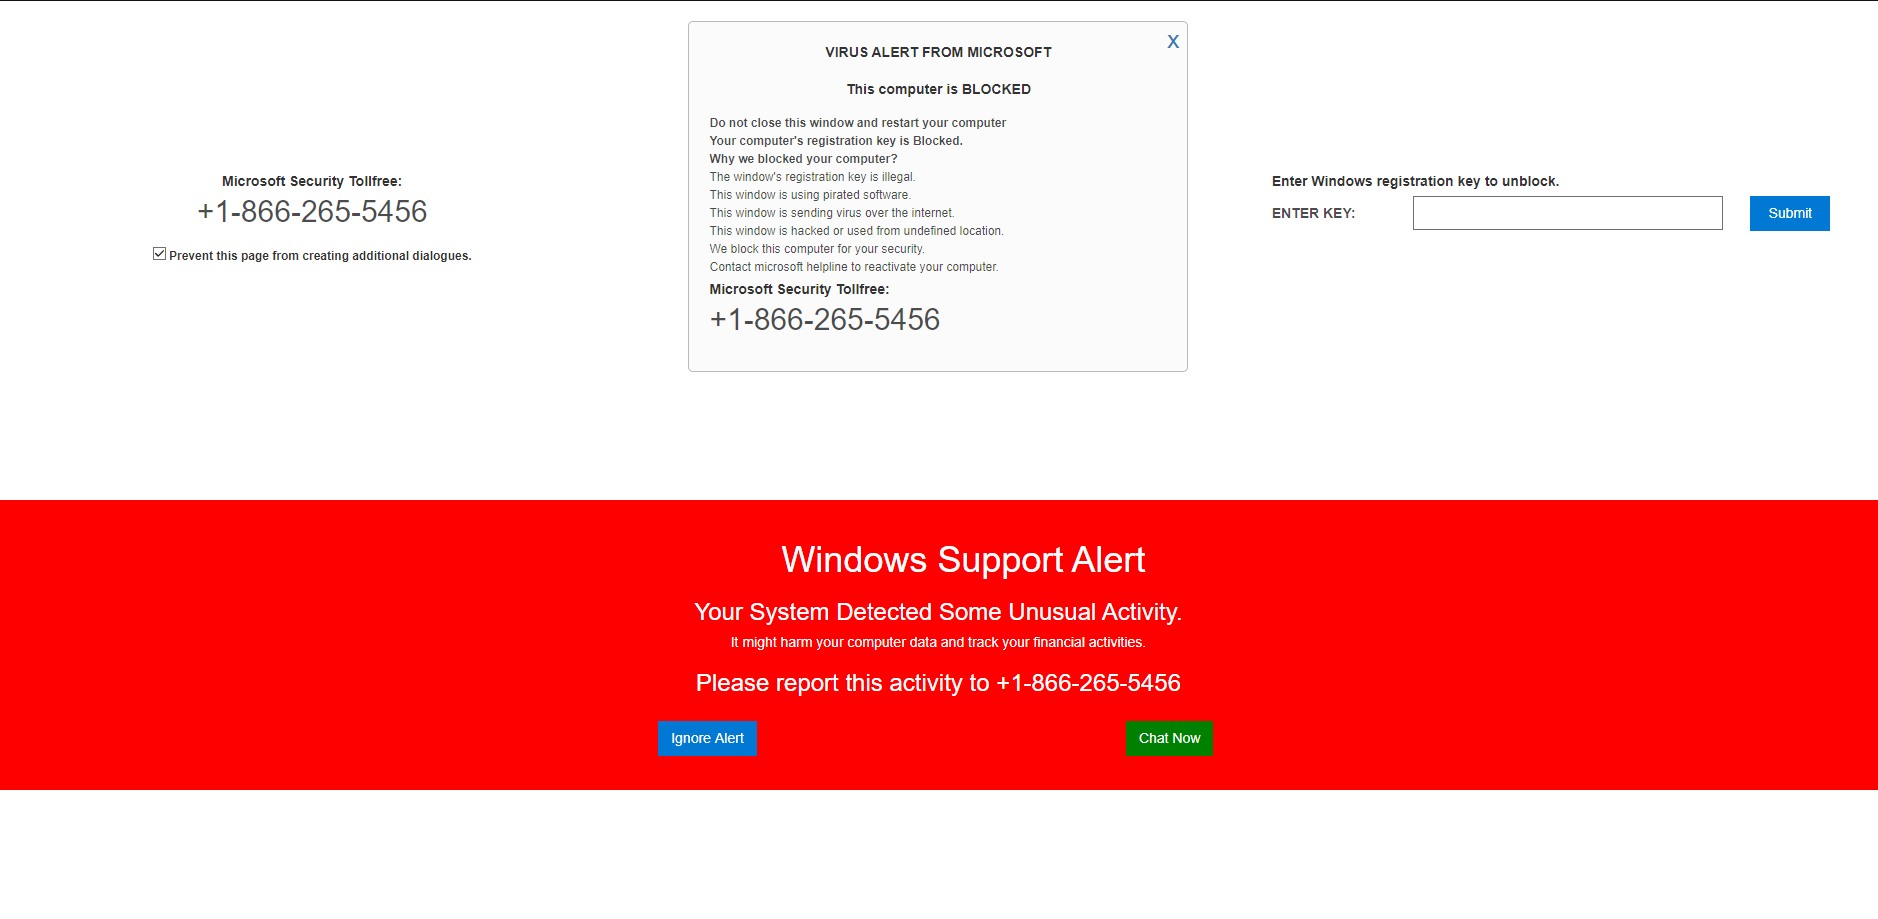 X
VIRUS ALERT FROM MICROSOFT
This computer is BLOCKED
Do not close this window and restart your computer
Your computer's registration key is Blocked.
Why we blocked your computer?
The window's registration key is illegal.
This window is using pirated software.
This window is sending virus over the internet.
This window is hacked or used from undefined location.
We block this computer for your security.
Contact microsoft helpline to reactivate your computer.
Microsoft Security Tollfree:
+1-866-265-5456
Microsoft Security Tollfree:
+1-866-265-5456
Prevent this page from creating additional dialogues.
Enter Windows registration key to unblock.
ENTER KEY:
Submit
Windows Support Alert
Your System Detected Some Unusual Activity.
It might harm your computer data and track your financial activities.
Please report this activity to +1-866-265-5456
Ignore Alert
Chat Now